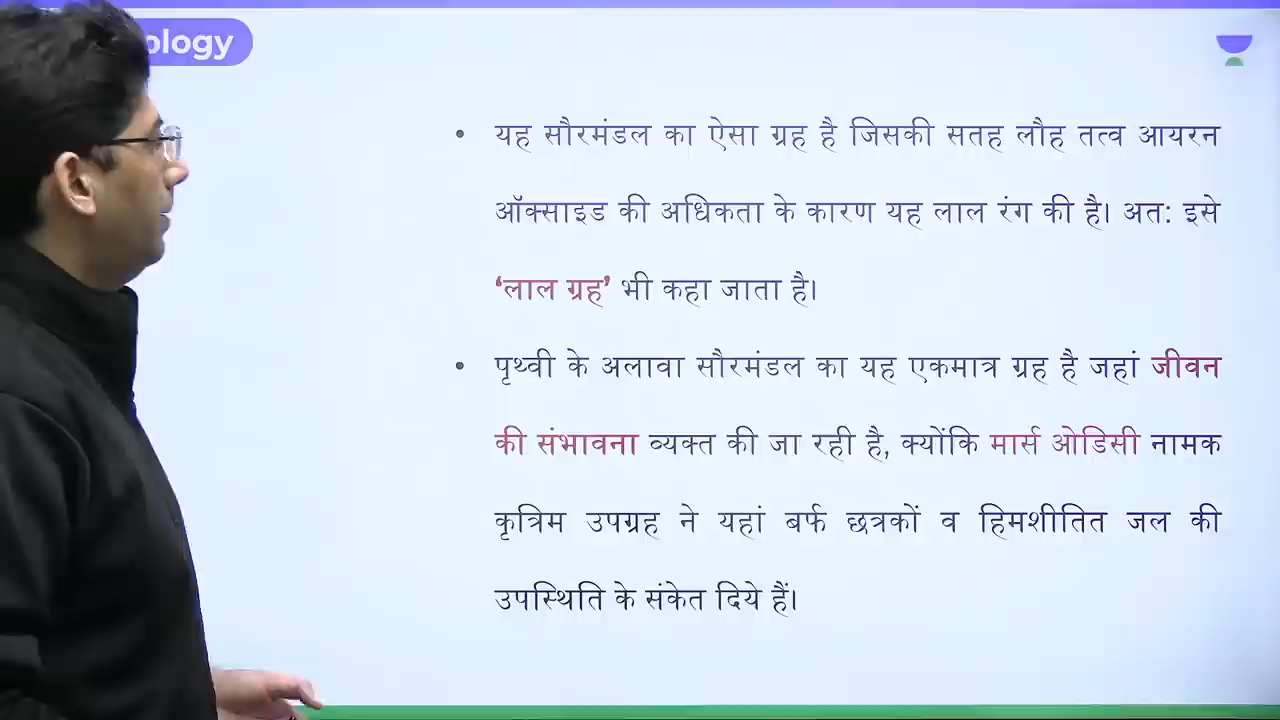 ology
• यह सौरमंडल का ऐसा ग्रह है जिसकी सतह लौह तत्व आयरन
ऑक्साइड की अधिकता के कारण यह लाल रंग की है। अत: इसे
‘लाल ग्रह’ भी कहा जाता है।
• पृथ्वी के अलावा सौरमंडल का यह एकमात्र ग्रह है जहां जीवन
की संभावना व्यक्त की जा रही है, क्योंकि मार्स ओडिसी नामक
कृत्रिम उपग्रह ने यहां बर्फ छत्रकों व हिमशीतित जल की
उपस्थिति के संकेत दिये हैं।